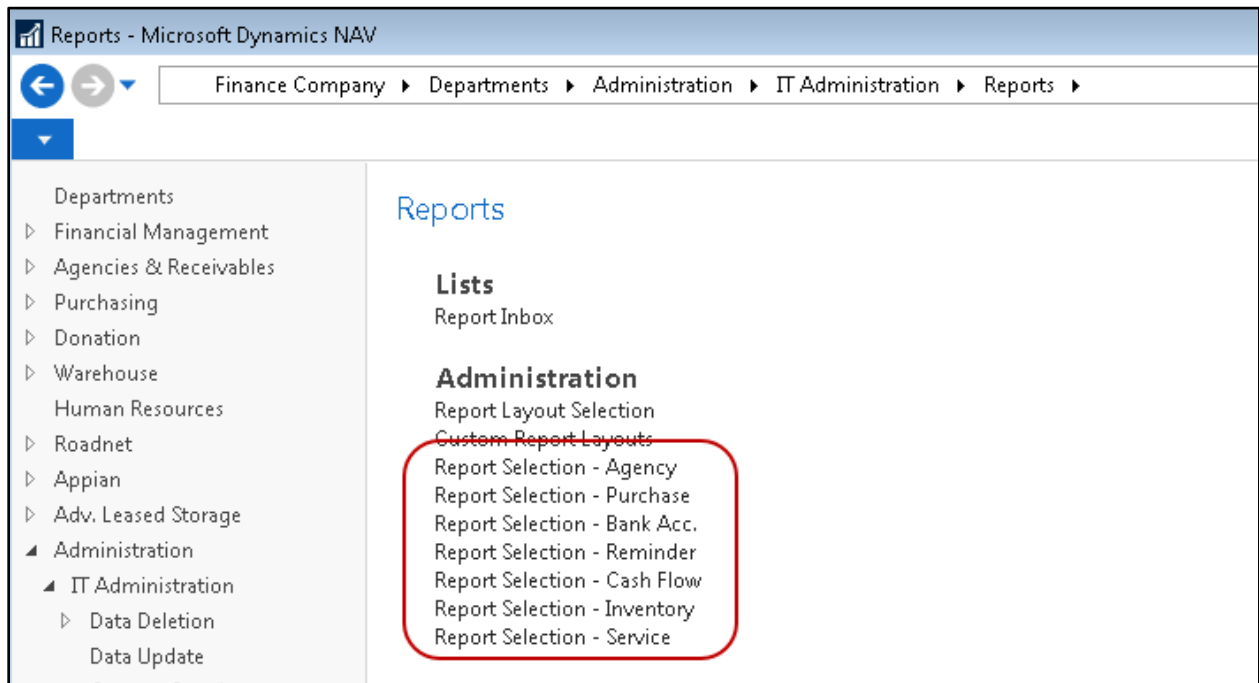 Reports - Microsoft Dynamics NAV
Finance Company ▸ Departments ▸ Administration ▸ IT Administration ▸ Reports ▸
Departments
Financial Management
Agencies & Receivables
Purchasing
Donation
Warehouse
Human Resources
Roadnet
Appian
Adv. Leased Storage
Administration
IT Administration
Data Deletion
Data Update
Reports
Lists
Report Inbox
Administration
Report Layout Selection
Custom Report Layouts
Report Selection - Agency
Report Selection - Purchase
Report Selection - Bank Acc.
Report Selection - Reminder
Report Selection - Cash Flow
Report Selection - Inventory
Report Selection - Service